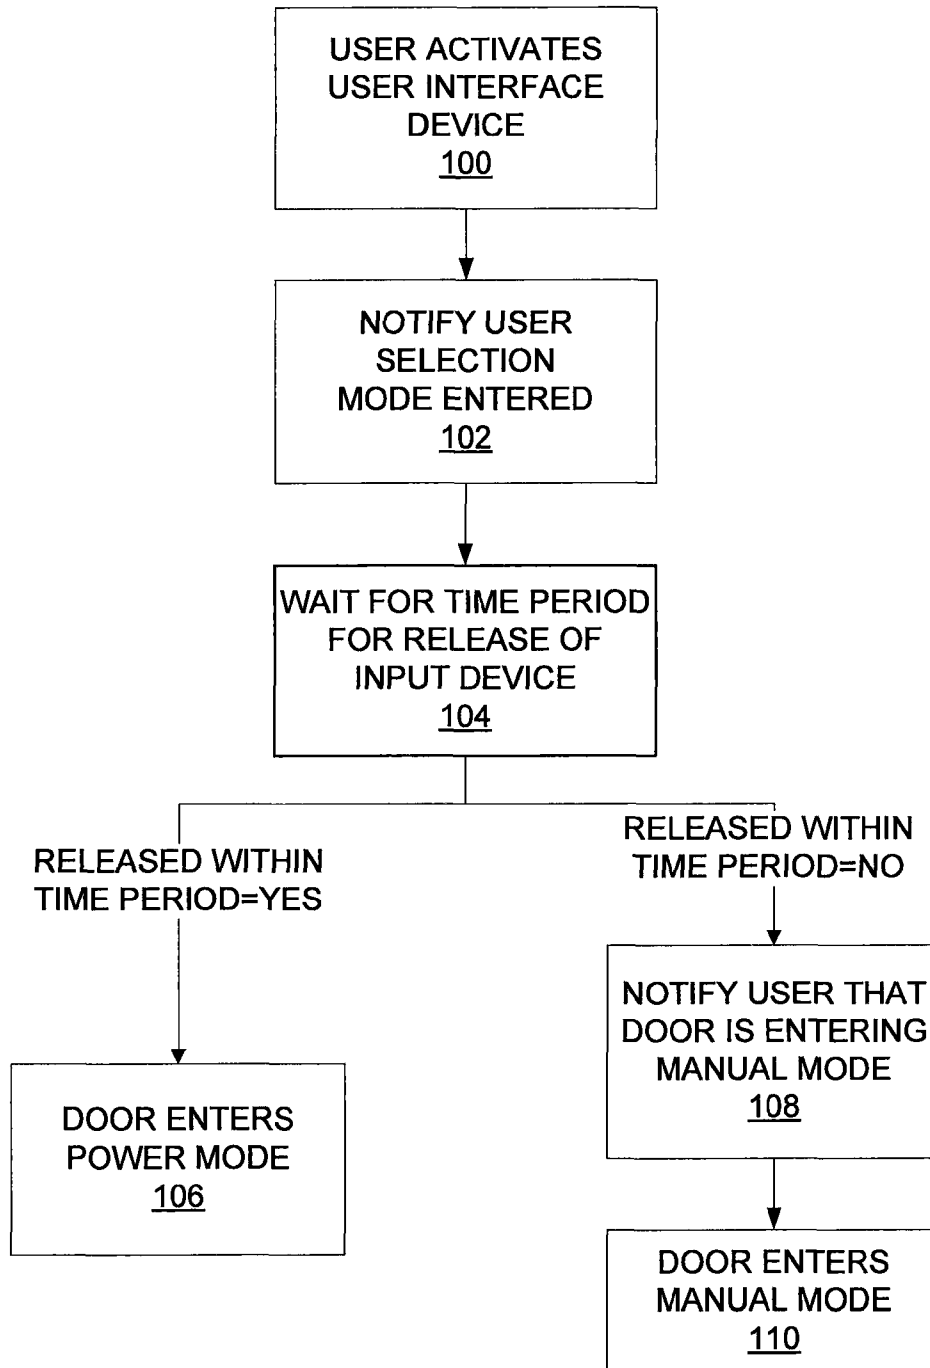 USER ACTIVATES
USER INTERFACE
DEVICE
100
NOTIFY USER
SELECTION
MODE ENTERED
102
WAIT FOR TIME PERIOD
FOR RELEASE OF
INPUT DEVICE
104
RELEASED WITHIN
TIME PERIOD=YES
RELEASED WITHIN
TIME PERIOD=NO
DOOR ENTERS
POWER MODE
106
NOTIFY USER THAT
DOOR IS ENTERING
MANUAL MODE
108
DOOR ENTERS
MANUAL MODE
110